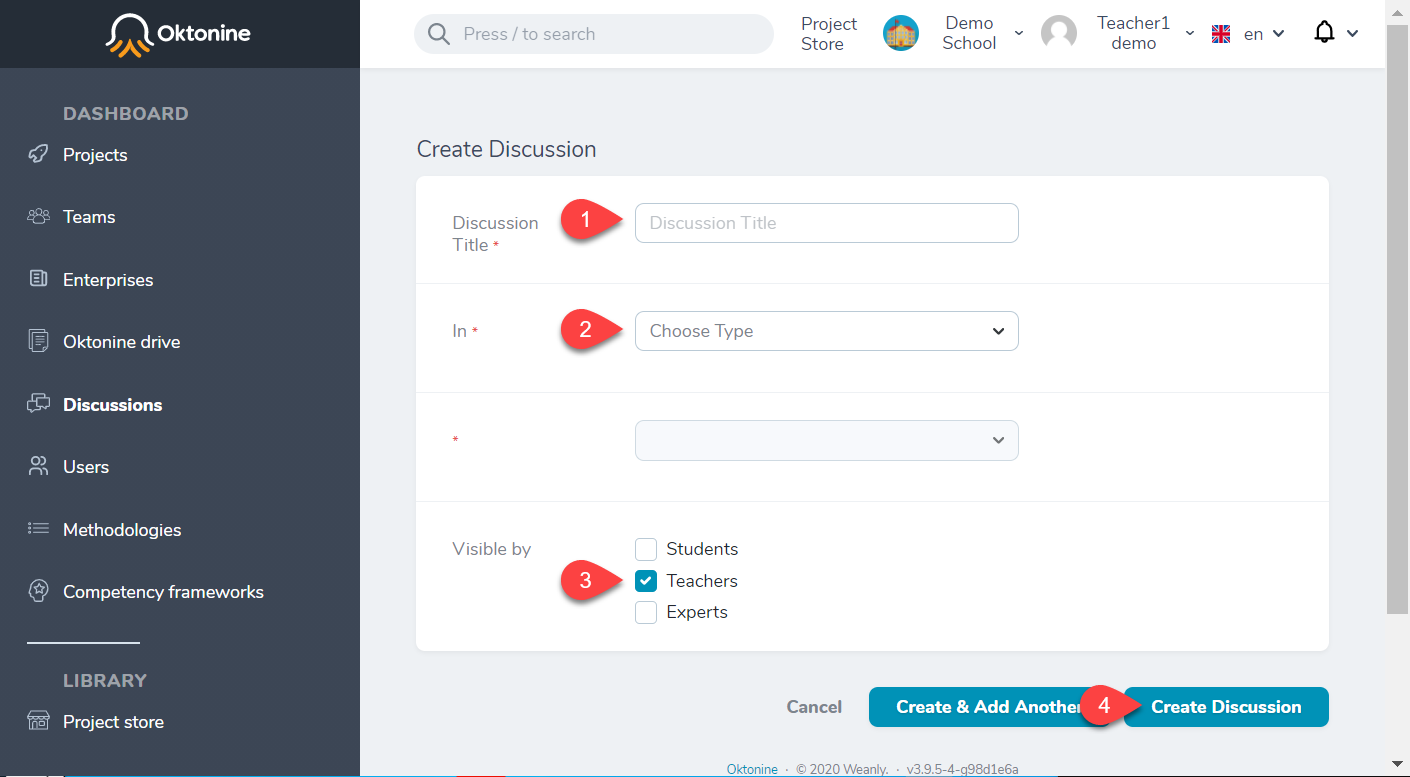 Oktonine
Press / to search
Project
Store
Demo
School
Teacher1
demo
en
DASHBOARD
Projects
Teams
Enterprises
Oktonine drive
Discussions
Users
Methodologies
Competency frameworks
LIBRARY
Project store
Create Discussion
Discussion
Title *
1
Discussion Title
In *
2
Choose Type
*
Visible by
Students
3
Teachers
Experts
Cancel
Create & Add Another
4
Create Discussion
Oktonine · © 2020 Weanly. · v3.9.5-4-g98d1e6a